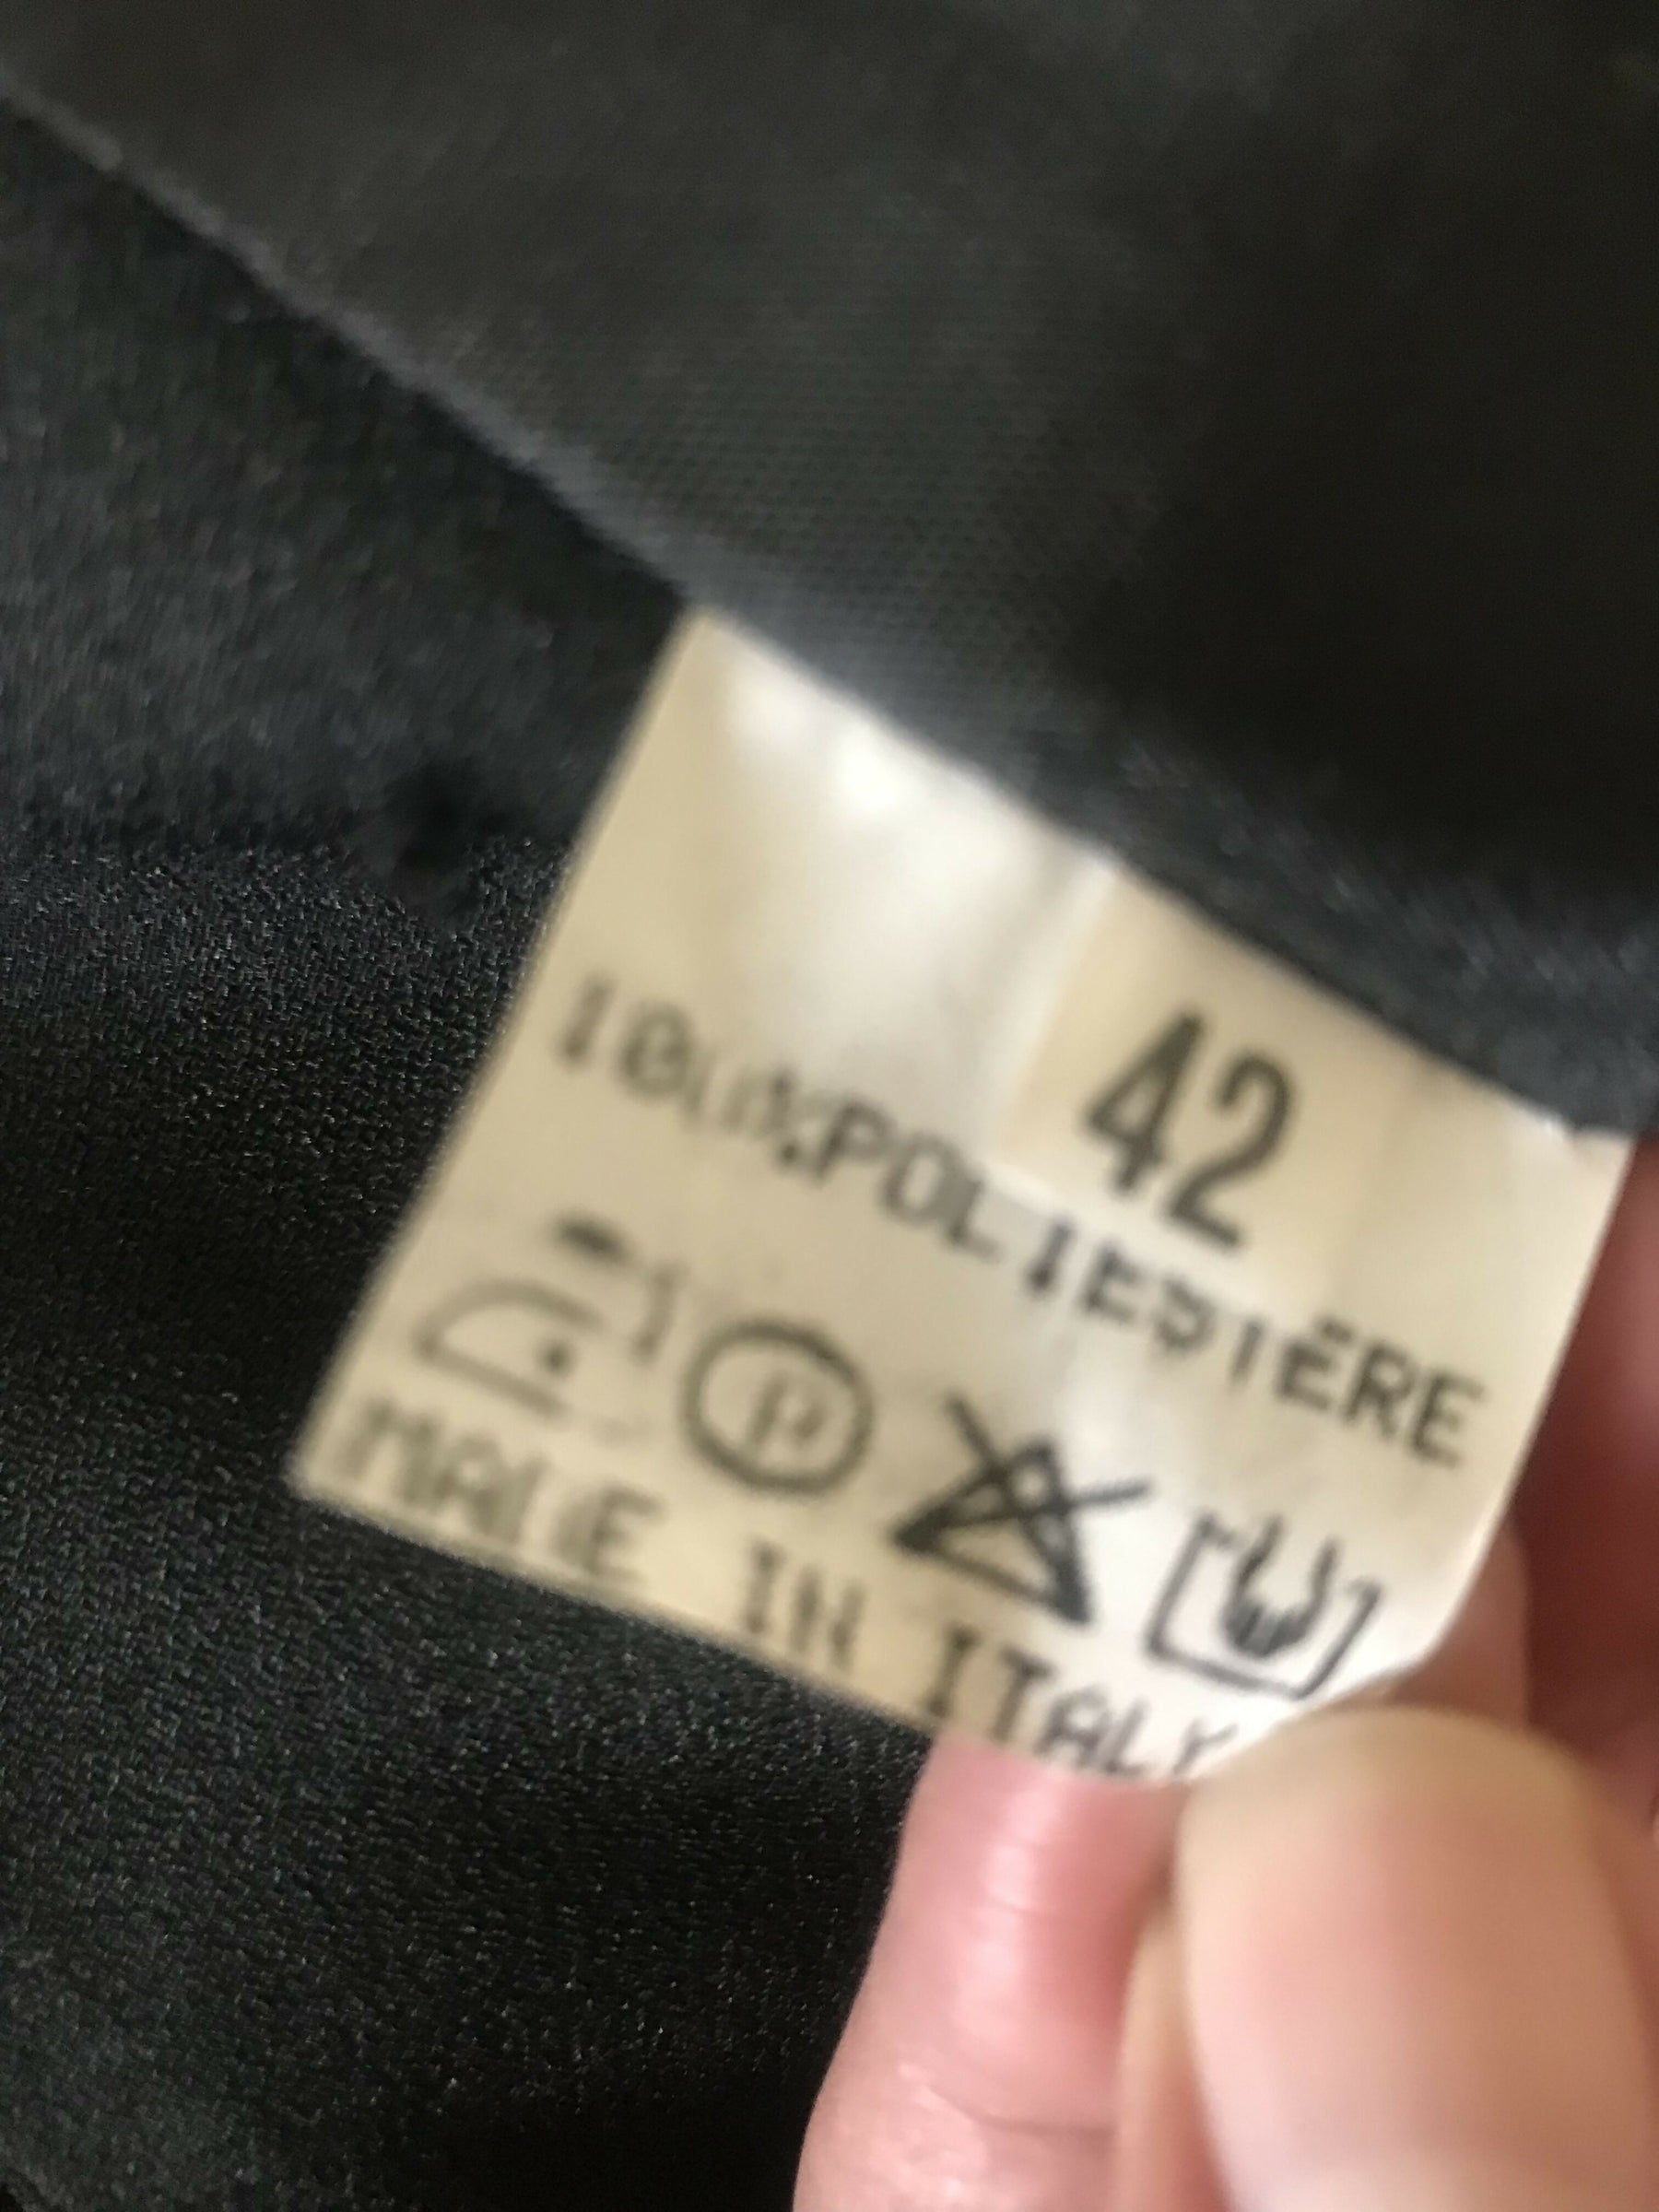 42
100%POLIESTERE
P
MADE IN ITALY